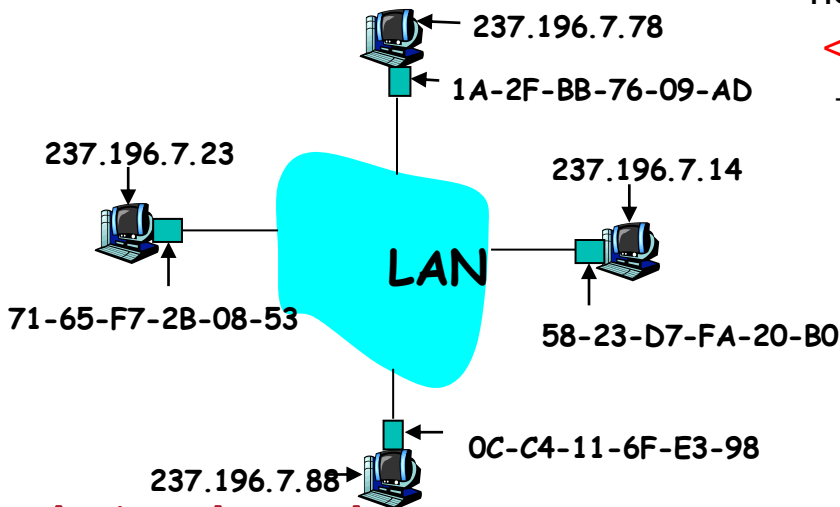 237.196.7.78
1A-2F-BB-76-09-AD
237.196.7.23
237.196.7.14
LAN
71-65-F7-2B-08-53
58-23-D7-FA-20-B0
0C-C4-11-6F-E3-98
237.196.7.88